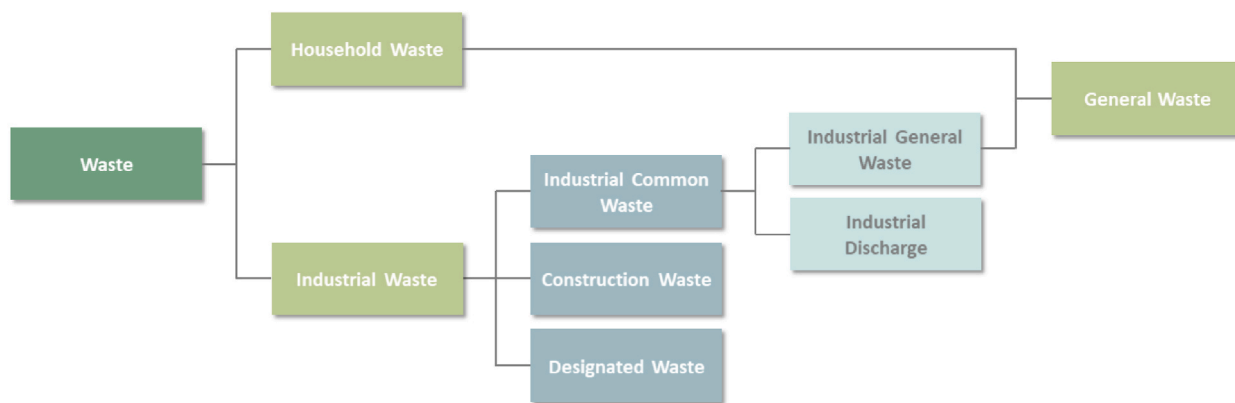 Household Waste
General Waste
Waste
Industrial General
Waste
Industrial Common
Waste
Industrial
Discharge
Industrial Waste
Construction Waste
Designated Waste